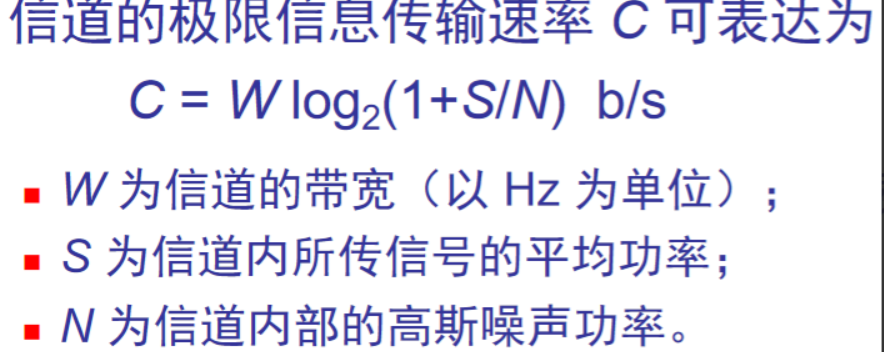 信道的极限信息传输速率 C 可表达为
C = W log₂(1+S/N) b/s
▪ W 为信道的带宽（以 Hz 为单位）；
▪ S 为信道内所传信号的平均功率；
▪ N 为信道内部的高斯噪声功率。